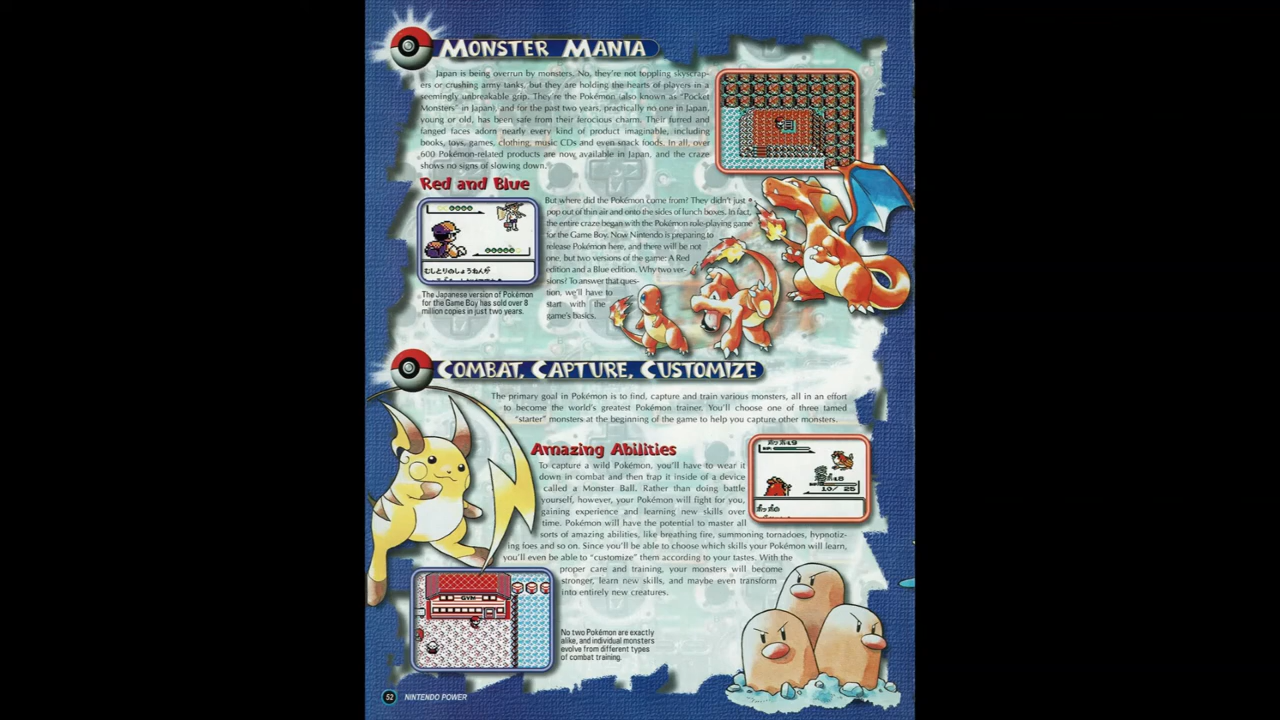 MONSTER MANIA
Japan is being overrun by monsters. No, they're not toppling skyscrap-
ers or crushing army tanks, but they are holding the hearts of players in a
seemingly unbreakable grip. They're the Pokémon (also known as "Pocket
Monsters" in Japan), and for the past two years, practically no one in Japan,
young or old, has been safe from their ferocious charm. Their furred and
fanged faces adorn nearly every kind of product imaginable, including
books, toys, games, clothing, music CDs and even snack foods. In all, over
600 Pokémon-related products are now available in Japan, and the craze
shows no signs of slowing down.
Red and Blue
But where did the Pokémon come from? They didn't just
pop out of thin air and onto the sides of lunch boxes. In fact,
the entire craze began with the Pokémon role-playing game
for the Game Boy. Now Nintendo is preparing to
release Pokémon here, and there will be not
one, but two versions of the game: A Red
edition and a Blue edition. Why two ver-
sions? To answer that ques-
tion, we'll have to
start with the
game's basics.
むしとりのしょうねんが
The Japanese version of Pokémon
for the Game Boy has sold over 8
million copies in just two years.
COMBAT, CAPTURE, CUSTOMIZE
The primary goal in Pokémon is to find, capture and train various monsters, all in an effort
to become the world's greatest Pokémon trainer. You'll choose one of three tamed
"starter" monsters at the beginning of the game to help you capture other monsters.
Amazing Abilities
To capture a wild Pokémon, you'll have to wear it
down in combat and then trap it inside of a device
called a Monster Ball. Rather than doing battle
yourself, however, your Pokémon will fight for you,
gaining experience and learning new skills over
time. Pokémon will have the potential to master all
sorts of amazing abilities, like breathing fire, summoning tornadoes, hypnotiz-
ing foes and so on. Since you'll be able to choose which skills your Pokémon will learn,
you'll even be able to "customize" them according to your tastes. With the
proper care and training, your monsters will become
stronger, learn new skills, and maybe even transform
into entirely new creatures.
10/ 25
GYM
No two Pokémon are exactly
alike, and individual monsters
evolve from different types
of combat training.
52 NINTENDO POWER